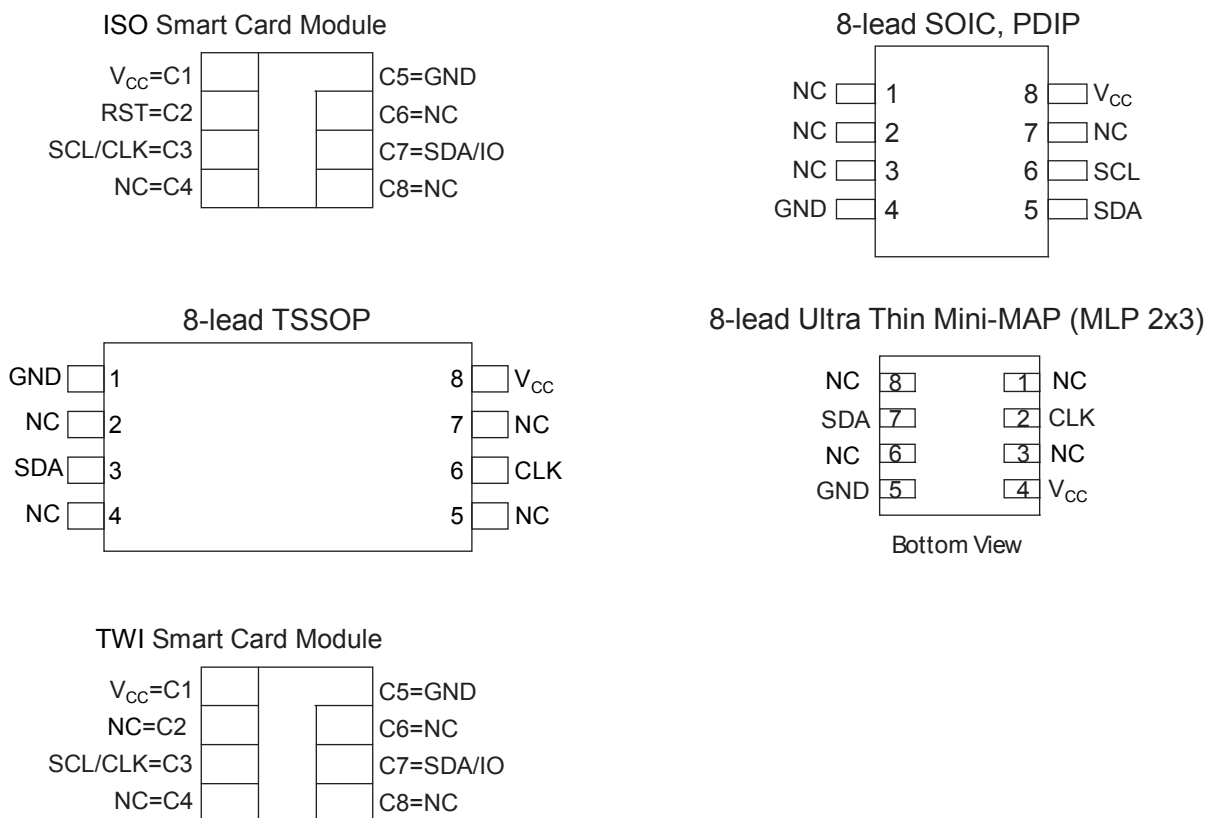 ISO Smart Card Module
VCC=C1
C5=GND
RST=C2
C6=NC
SCL/CLK=C3
C7=SDA/IO
NC=C4
C8=NC
8-lead SOIC, PDIP
NC 1 8 VCC
NC 2 7 NC
NC 3 6 SCL
GND 4 5 SDA
8-lead TSSOP
GND 1 8 VCC
NC 2 7 NC
SDA 3 6 CLK
NC 4 5 NC
8-lead Ultra Thin Mini-MAP (MLP 2x3)
NC 8 1 NC
SDA 7 2 CLK
NC 6 3 NC
GND 5 4 VCC
Bottom View
TWI Smart Card Module
VCC=C1
C5=GND
NC=C2
C6=NC
SCL/CLK=C3
C7=SDA/IO
NC=C4
C8=NC